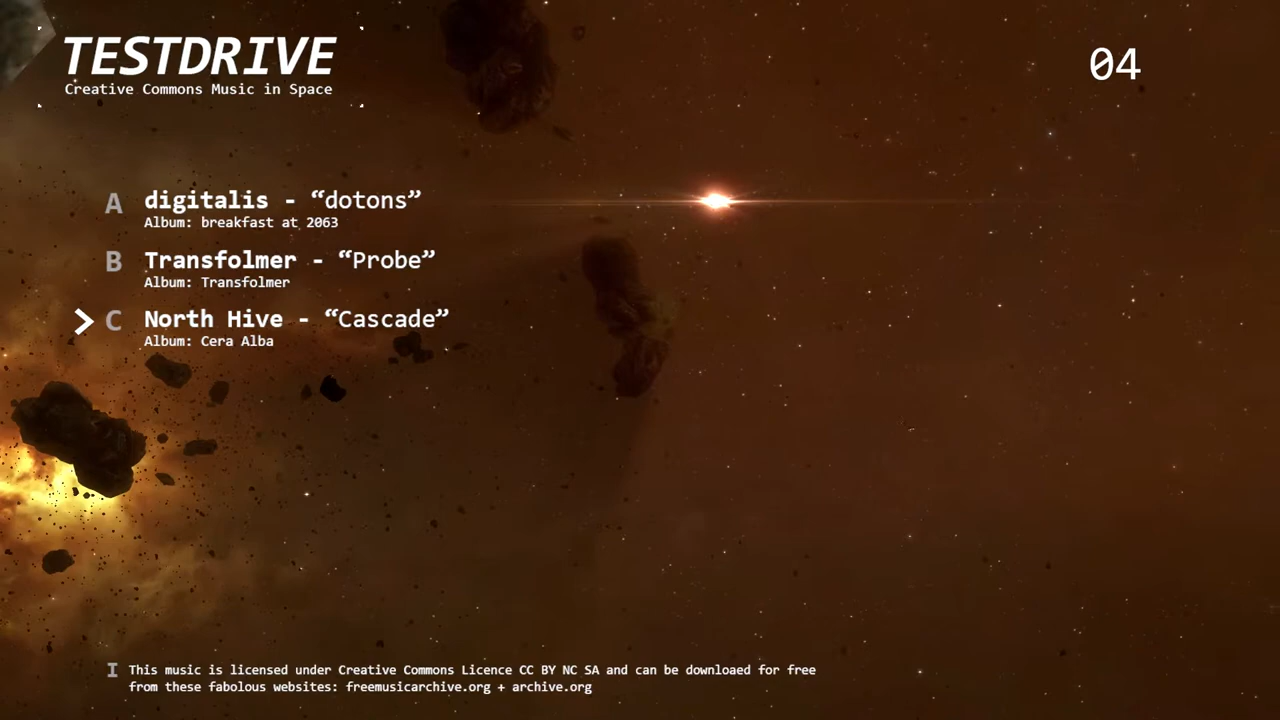 TESTDRIVE
Creative Commons Music in Space
04
A digitalis - “dotons”
Album: breakfast at 2063
B Transfolmer - “Probe”
Album: Transfolmer
C North Hive - “Cascade”
Album: Cera Alba
I This music is licensed under Creative Commons Licence CC BY NC SA and can be downloaed for free
from these fabolous websites: freemusicarchive.org + archive.org